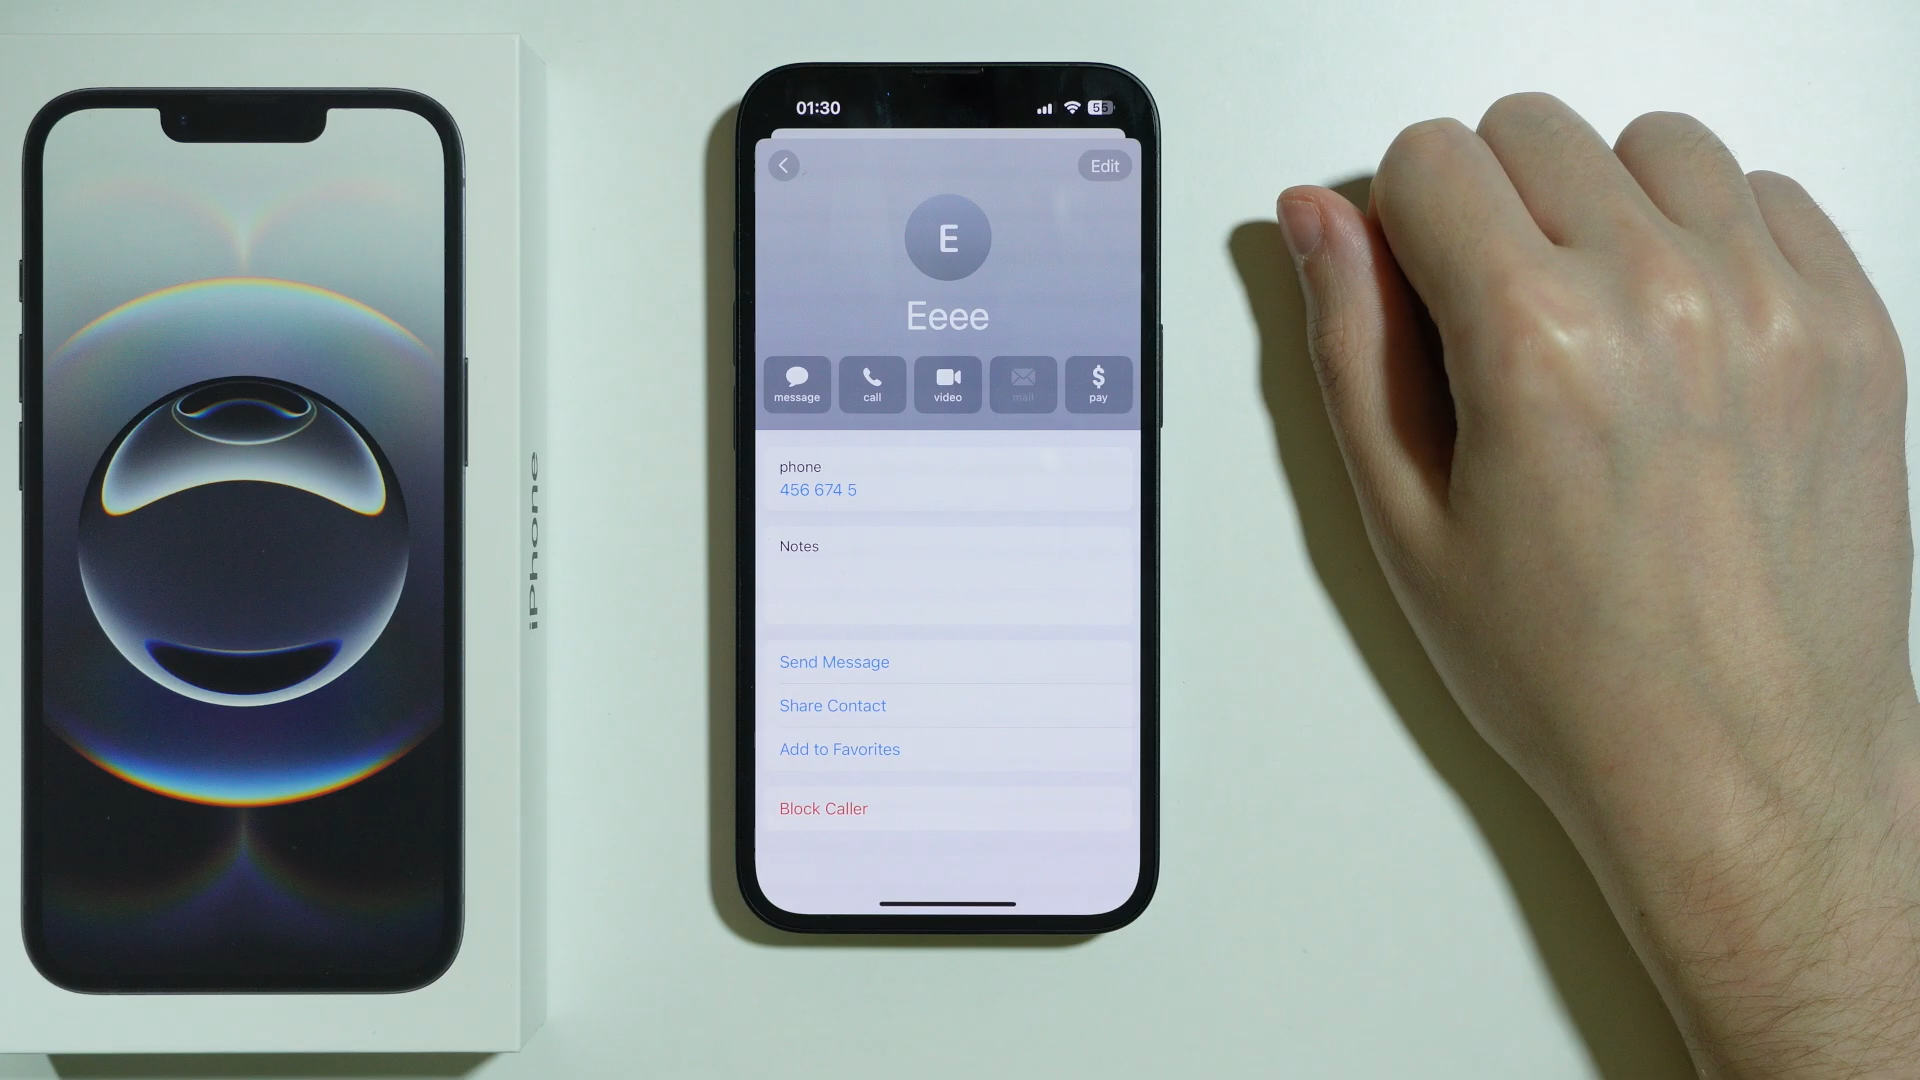 iPhone
01:30
55
Edit
E
Eeee
message call video mail pay
phone
456 674 5
Notes
Send Message
Share Contact
Add to Favorites
Block Caller